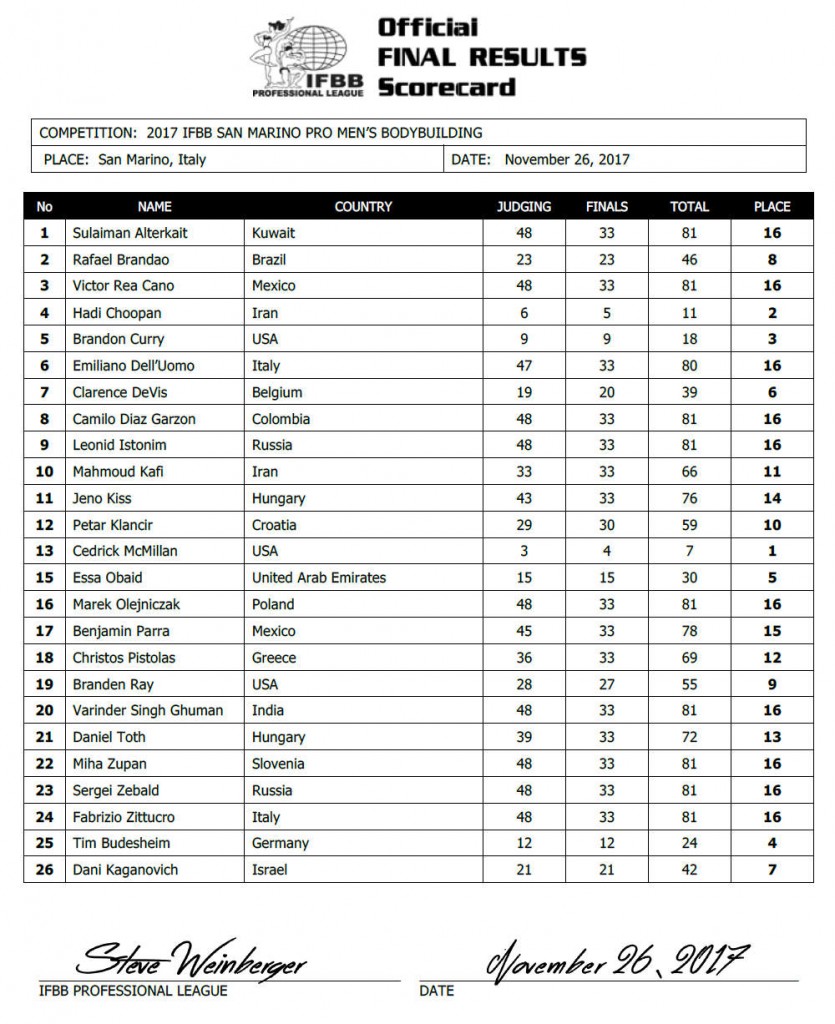 Official
FINAL RESULTS
Scorecard
IFBB
PROFESSIONAL LEAGUE
COMPETITION: 2017 IFBB SAN MARINO PRO MEN'S BODYBUILDING
PLACE: San Marino, Italy DATE: November 26, 2017
No NAME COUNTRY JUDGING FINALS TOTAL PLACE
1 Sulaiman Alterkait Kuwait 48 33 81 16
2 Rafael Brandao Brazil 23 23 46 8
3 Victor Rea Cano Mexico 48 33 81 16
4 Hadi Choopan Iran 6 5 11 2
5 Brandon Curry USA 9 9 18 3
6 Emiliano Dell'Uomo Italy 47 33 80 16
7 Clarence DeVis Belgium 19 20 39 6
8 Camilo Diaz Garzon Colombia 48 33 81 16
9 Leonid Istonim Russia 48 33 81 16
10 Mahmoud Kafi Iran 33 33 66 11
11 Jeno Kiss Hungary 43 33 76 14
12 Petar Klancir Croatia 29 30 59 10
13 Cedrick McMillan USA 3 4 7 1
15 Essa Obaid United Arab Emirates 15 15 30 5
16 Marek Olejniczak Poland 48 33 81 16
17 Benjamin Parra Mexico 45 33 78 15
18 Christos Pistolas Greece 36 33 69 12
19 Branden Ray USA 28 27 55 9
20 Varinder Singh Ghuman India 48 33 81 16
21 Daniel Toth Hungary 39 33 72 13
22 Miha Zupan Slovenia 48 33 81 16
23 Sergei Zebald Russia 48 33 81 16
24 Fabrizio Zittucro Italy 48 33 81 16
25 Tim Budesheim Germany 12 12 24 4
26 Dani Kaganovich Israel 21 21 42 7
Steve Weinberger November 26, 2017
IFBB PROFESSIONAL LEAGUE DATE